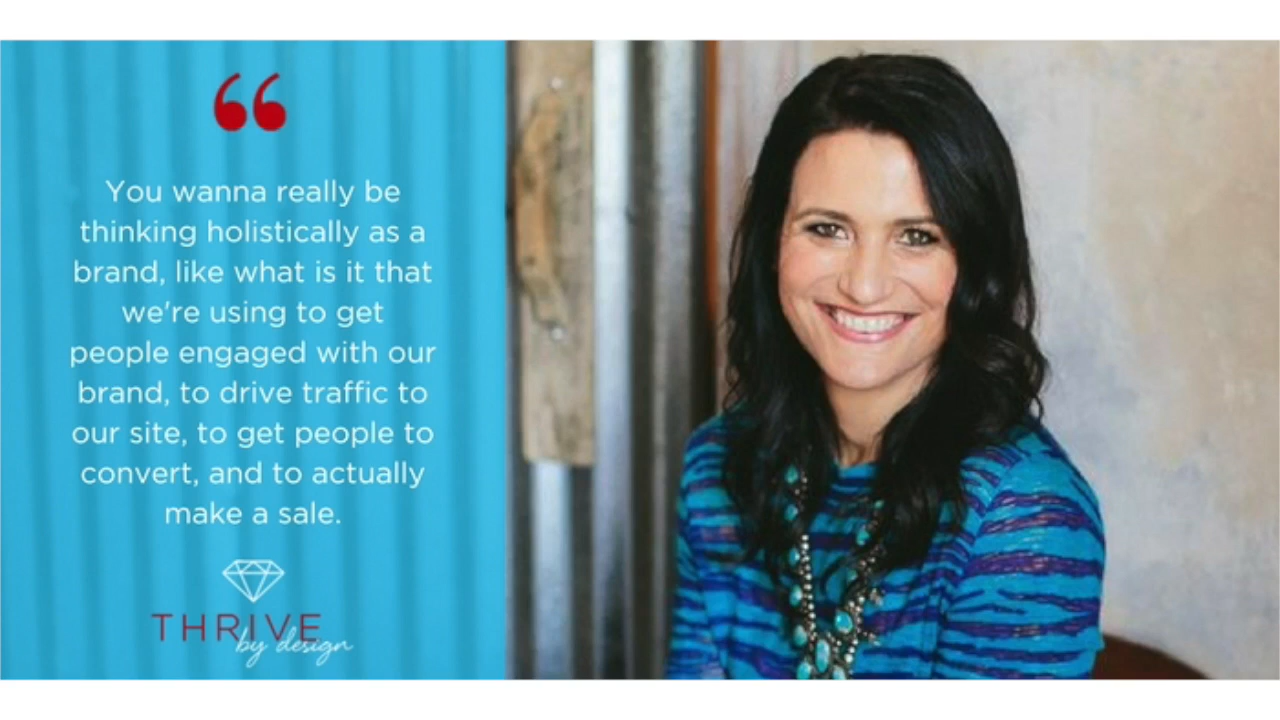 You wanna really be
thinking holistically as a
brand, like what is it that
we're using to get
people engaged with our
brand, to drive traffic to
our site, to get people to
convert, and to actually
make a sale.
THRIVE
by design